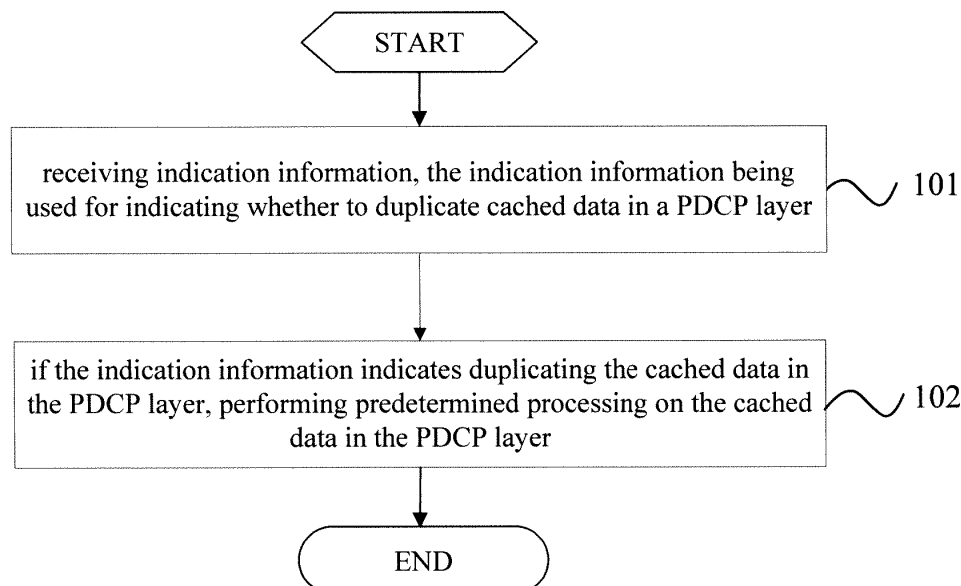 START
receiving indication information, the indication information being
used for indicating whether to duplicate cached data in a PDCP layer
101
if the indication information indicates duplicating the cached data in
the PDCP layer, performing predetermined processing on the cached
data in the PDCP layer
102
END